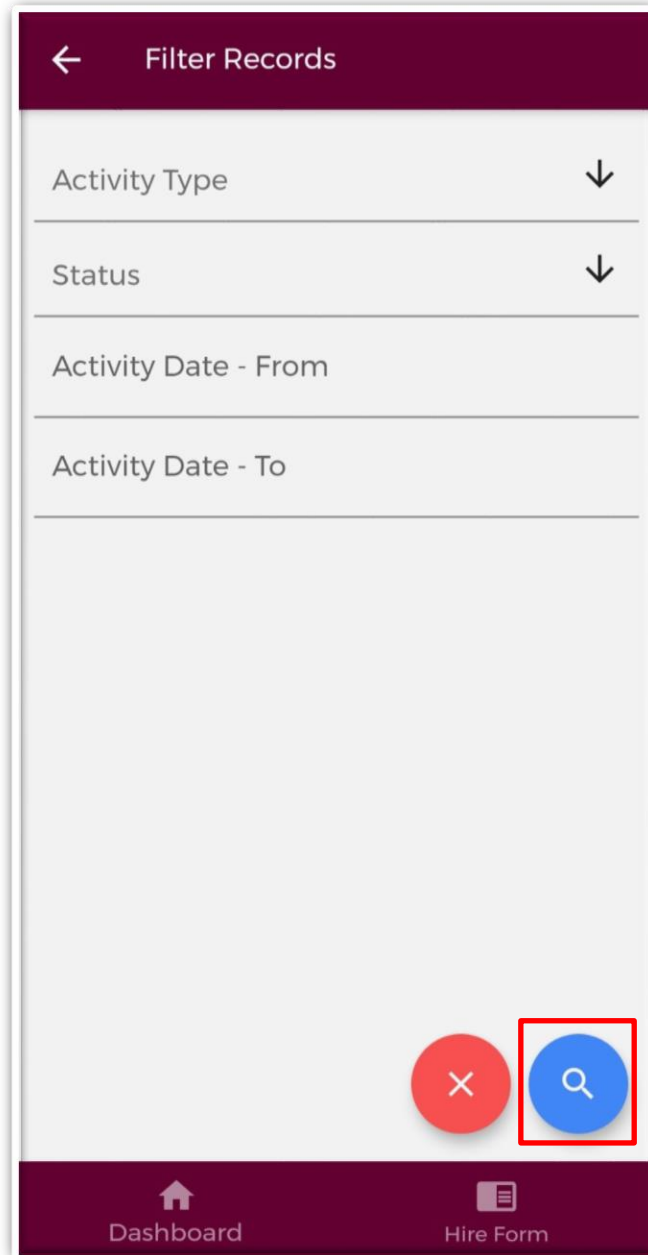 Filter Records
Activity Type
Status
Activity Date - From
Activity Date - To
Dashboard
Hire Form